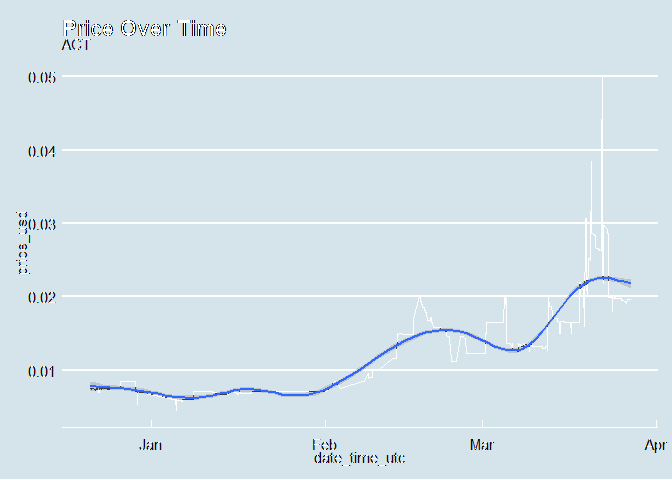 Price Over Time
ACT
0.05
0.04
0.03
0.02
0.01
price_usd
Jan
Feb
Mar
Apr
date_time_utc